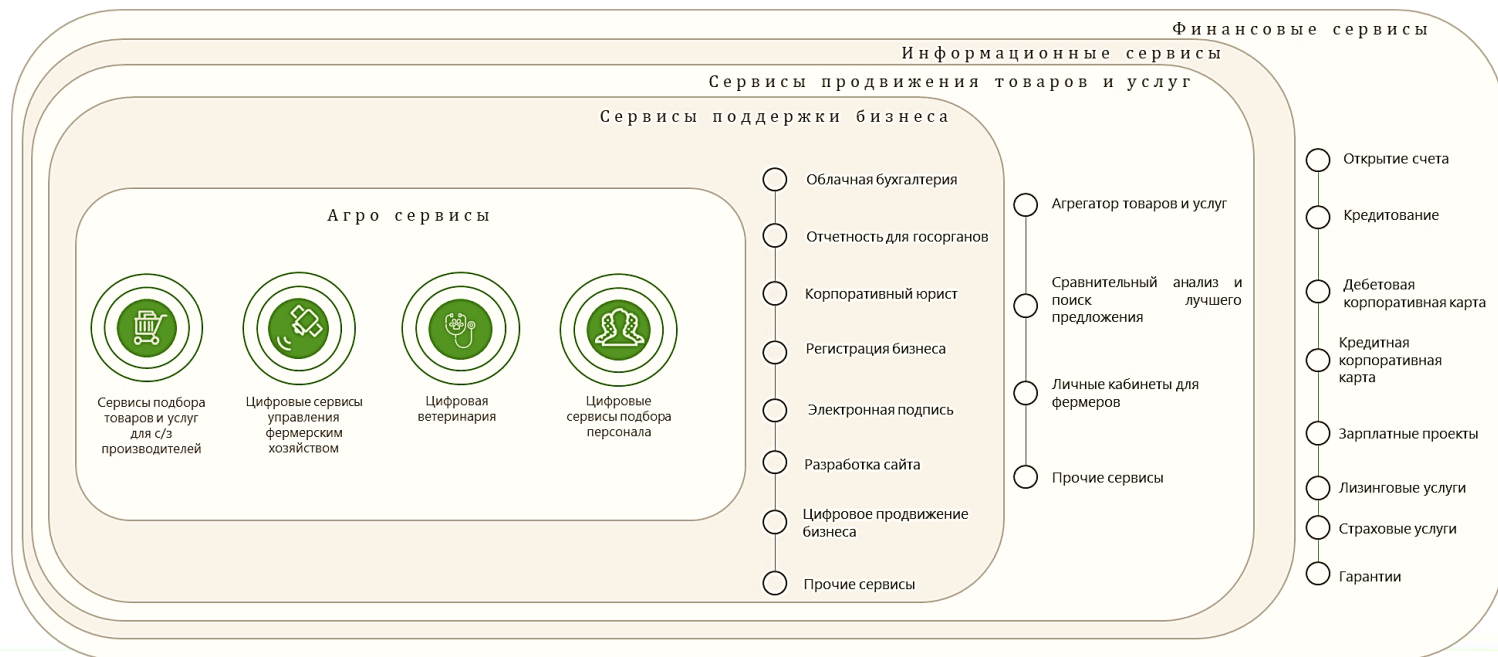 Финансовые сервисы
Информационные сервисы
Сервисы продвижения товаров и услуг
Сервисы поддержки бизнеса
Агро сервисы
Сервисы подбора
товаров и услуг
для с/з
производителей
Цифровые сервисы
управления
фермерским
хозяйством
Цифровая
ветеринария
Цифровые
сервисы подбора
персонала
Облачная бухгалтерия
Отчетность для госорганов
Корпоративный юрист
Регистрация бизнеса
Электронная подпись
Разработка сайта
Цифровое продвижение
бизнеса
Прочие сервисы
Агрегатор товаров и услуг
Сравнительный анализ и
поиск лучшего
предложения
Личные кабинеты для
фермеров
Прочие сервисы
Открытие счета
Кредитование
Дебетовая
корпоративная карта
Кредитная
корпоративная
карта
Зарплатные проекты
Лизинговые услуги
Страховые услуги
Гарантии